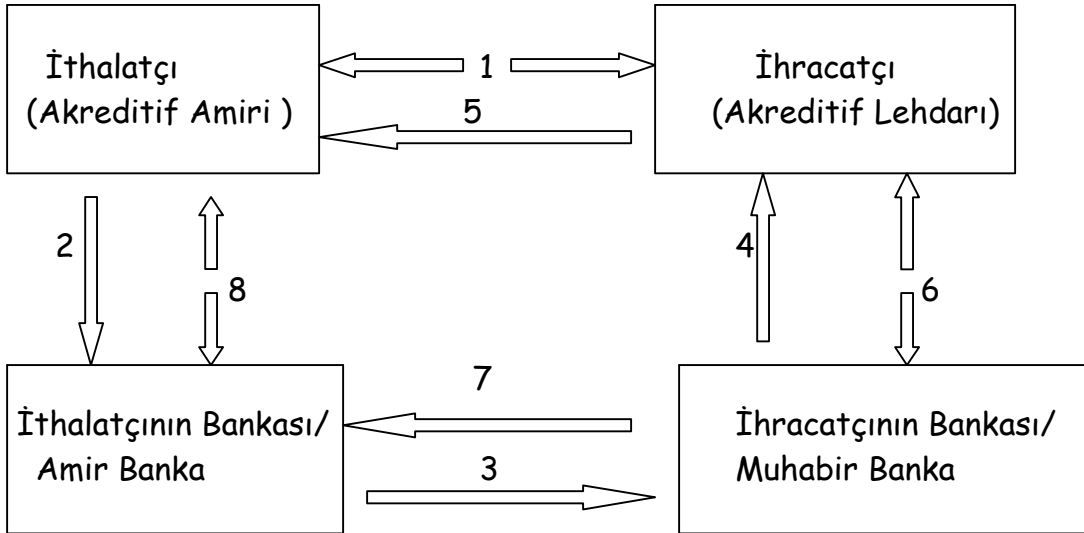 İthalatçı
(Akreditif Amiri )
1
5
İhracatçı
(Akreditif Lehdarı)
2
8
4
6
İthalatçının Bankası/
Amir Banka
7
3
İhracatçının Bankası/
Muhabir Banka